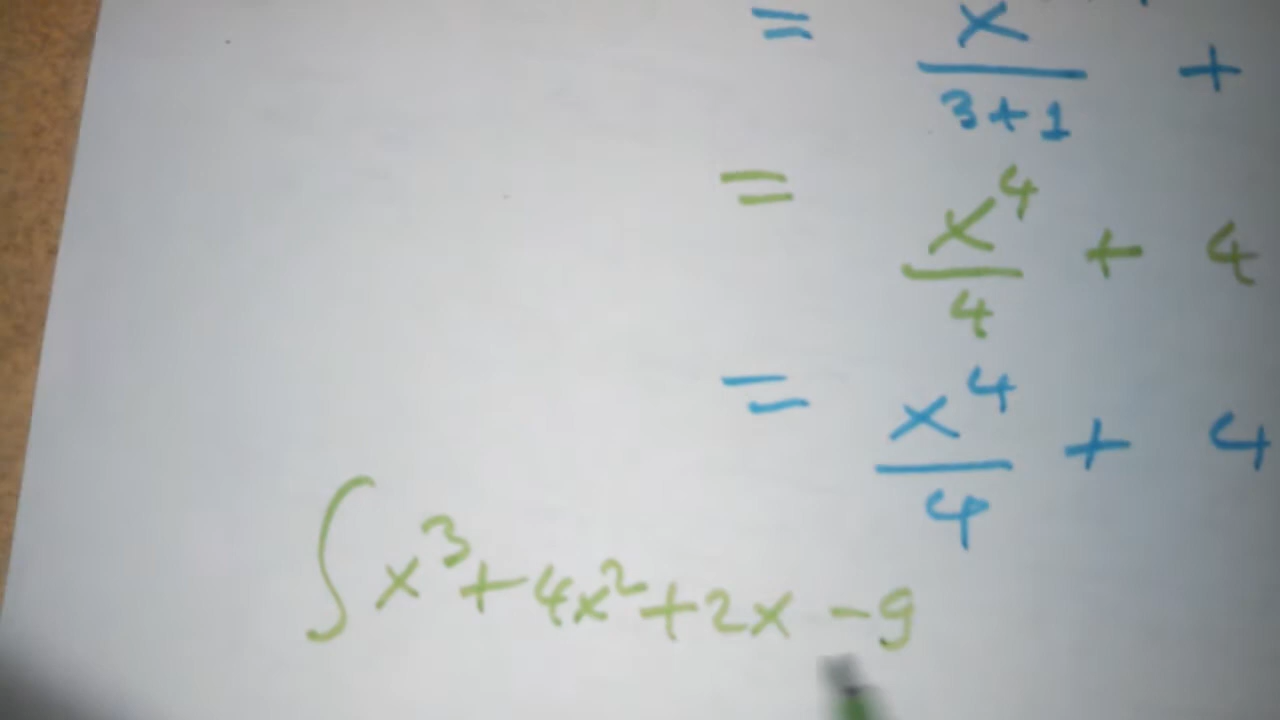 = x / 3+1 +
= x⁴ / 4 + 4
= x⁴ / 4 + 4
∫ x³ + 4x² + 2x - 9